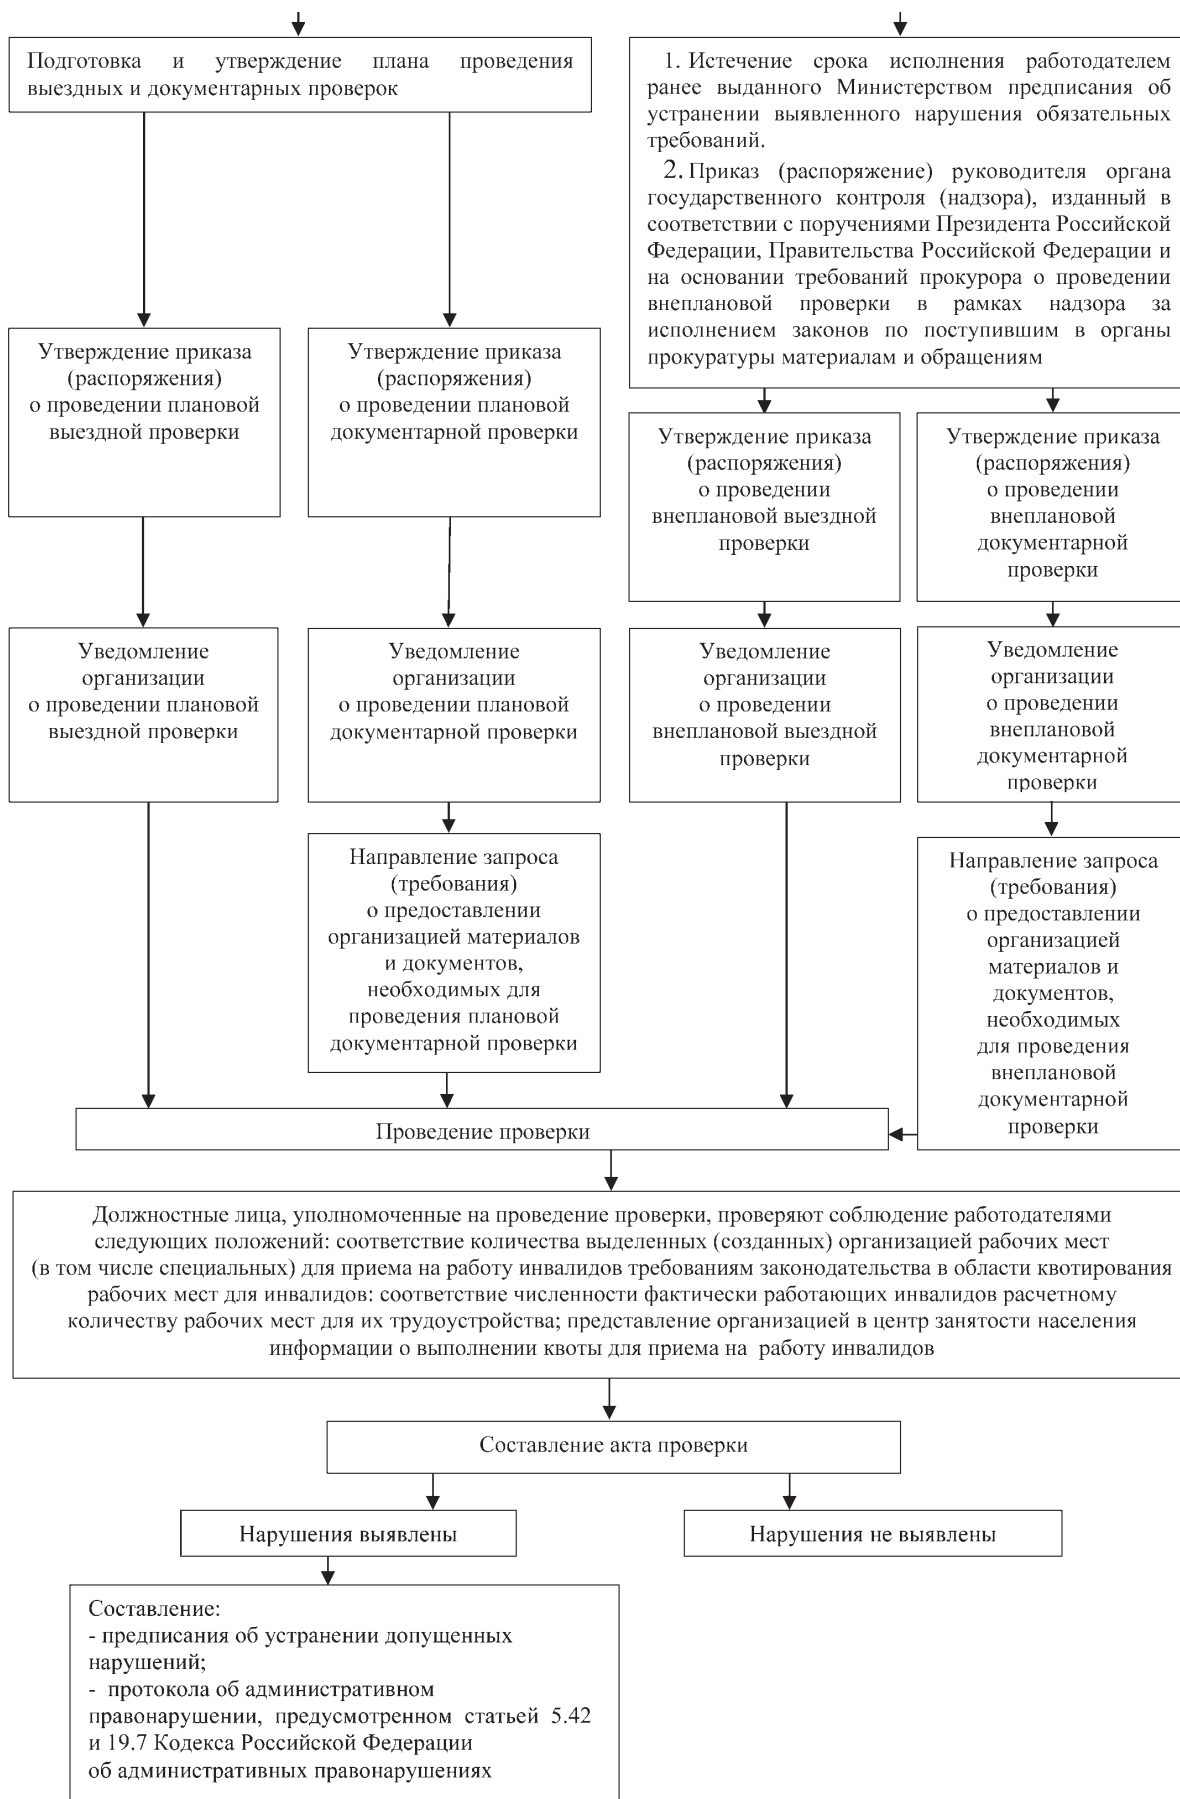 Подготовка и утверждение плана проведения
выездных и документарных проверок
1. Истечение срока исполнения работодателем
ранее выданного Министерством предписания об
устранении выявленного нарушения обязательных
требований.
2. Приказ (распоряжение) руководителя органа
государственного контроля (надзора), изданный в
соответствии с поручениями Президента Российской
Федерации, Правительства Российской Федерации и
на основании требований прокурора о проведении
внеплановой проверки в рамках надзора за
исполнением законов по поступившим в органы
прокуратуры материалам и обращениям
Утверждение приказа
(распоряжения)
о проведении плановой
выездной проверки
Утверждение приказа
(распоряжения)
о проведении плановой
документарной проверки
Утверждение приказа
(распоряжения)
о проведении
внеплановой выездной
проверки
Утверждение приказа
(распоряжения)
о проведении
внеплановой
документарной
проверки
Уведомление
организации
о проведении плановой
выездной проверки
Уведомление
организации
о проведении плановой
документарной проверки
Уведомление
организации
о проведении
внеплановой выездной
проверки
Уведомление
организации
о проведении
внеплановой
документарной
проверки
Направление запроса
(требования)
о предоставлении
организацией материалов
и документов,
необходимых для
проведения плановой
документарной проверки
Направление запроса
(требования)
о предоставлении
организацией
материалов и
документов,
необходимых
для проведения
внеплановой
документарной
проверки
Проведение проверки
Должностные лица, уполномоченные на проведение проверки, проверяют соблюдение работодателями
следующих положений: соответствие количества выделенных (созданных) организацией рабочих мест
(в том числе специальных) для приема на работу инвалидов требованиям законодательства в области квотирования
рабочих мест для инвалидов: соответствие численности фактически работающих инвалидов расчетному
количеству рабочих мест для их трудоустройства; представление организацией в центр занятости населения
информации о выполнении квоты для приема на работу инвалидов
Составление акта проверки
Нарушения выявлены
Нарушения не выявлены
Составление:
- предписания об устранении допущенных
нарушений;
- протокола об административном
правонарушении, предусмотренном статьей 5.42
и 19.7 Кодекса Российской Федерации
об административных правонарушениях